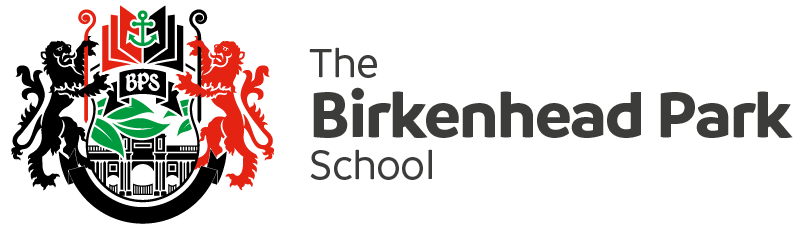 BPS
The
Birkenhead Park
School